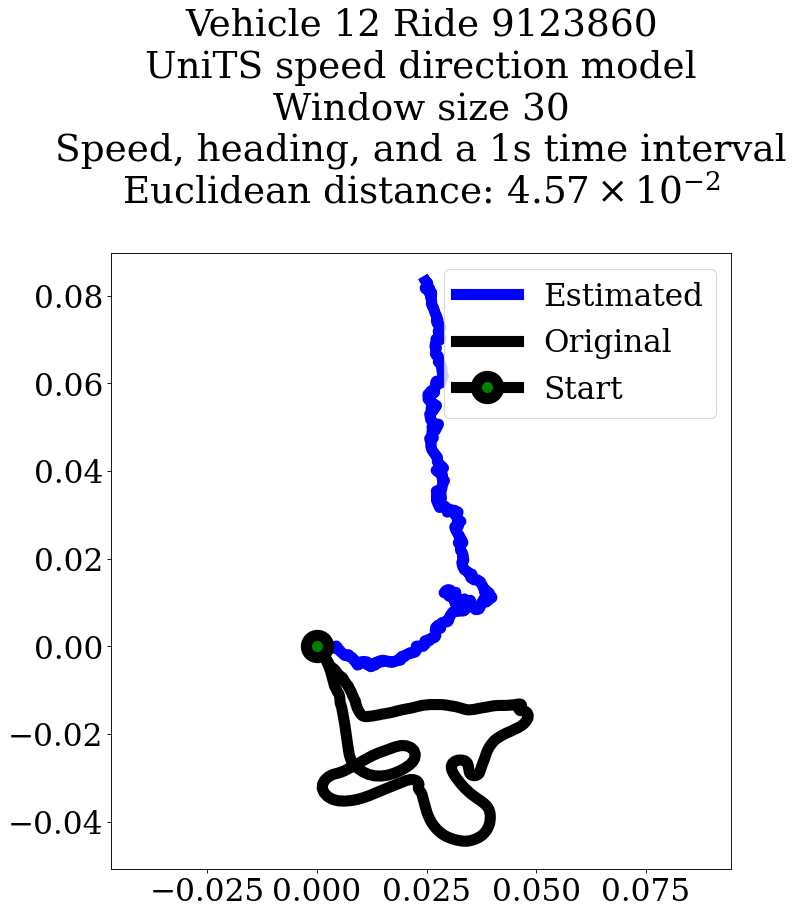 Vehicle 12 Ride 9123860
UniTS speed direction model
Window size 30
Speed, heading, and a 1s time interval
Euclidean distance: 4.57 × 10⁻²
Estimated
Original
Start
0.08
0.06
0.04
0.02
0.00
−0.02
−0.04
−0.025 0.000 0.025 0.050 0.075